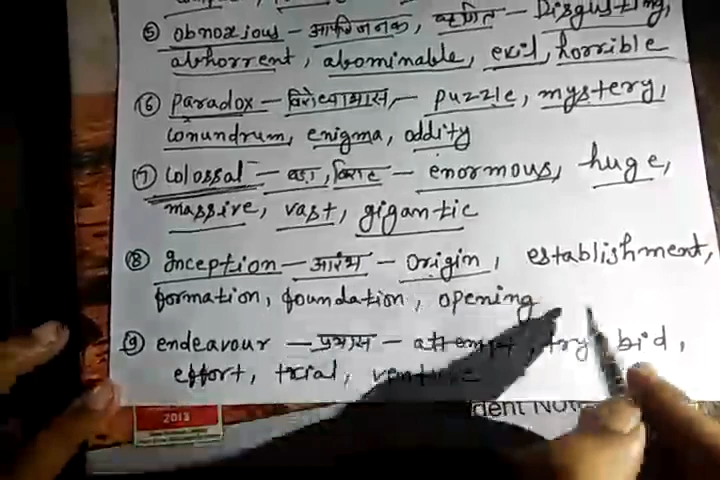 ⑤ obnoxious – आपत्तिजनक, घृणित – Disgusting,
abhorrent, abominable, evil, horrible
⑥ paradox – विरोधाभास, – puzzle, mystery,
conundrum, enigma, oddity
⑦ colossal – बड़ा, विराट – enormous, huge,
massive, vast, gigantic
⑧ Inception – आरंभ – origin, establishment,
formation, foundation, opening
⑨ endeavour – प्रयास – attempt, try, bid,
effort, trial, venture
2013